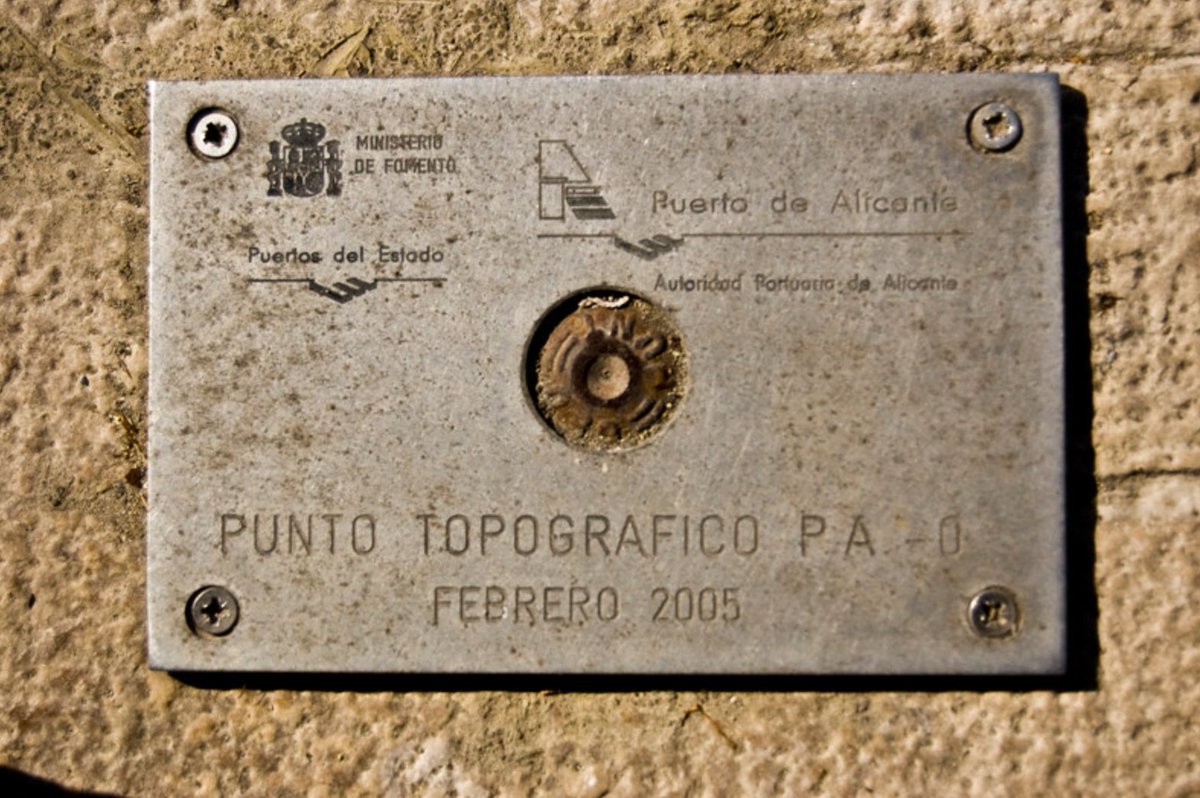 MINISTERIO
DE FOMENTO
Puertos del Estado
Puerto de Alicante
Autoridad Portuaria de Alicante
PUNTO TOPOGRAFICO P.A.-0
FEBRERO 2005